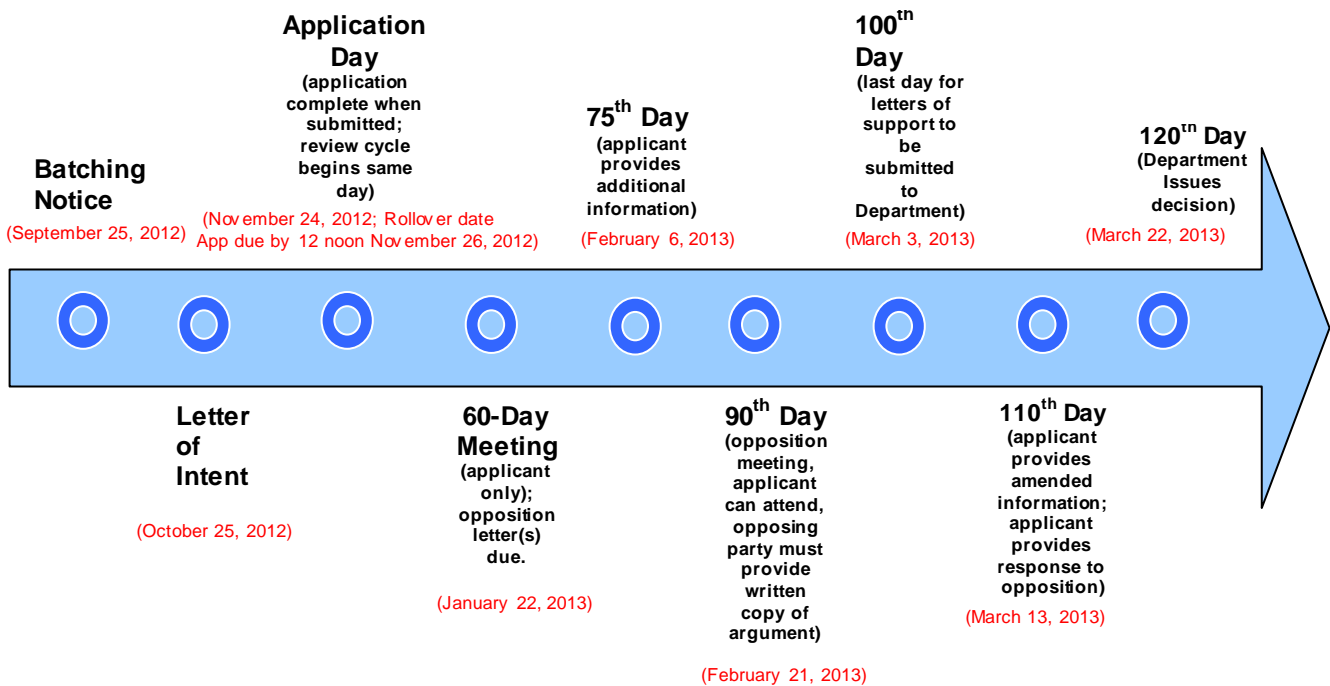 Batching
Notice
(September 25, 2012)
Letter
of
Intent
(October 25, 2012)
Application
Day
(application
complete when
submitted;
review cycle
begins same
day)
(November 24, 2012; Rollover date
App due by 12 noon November 26, 2012)
60-Day
Meeting
(applicant
only);
opposition
letter(s)
due.
(January 22, 2013)
75th Day
(applicant
provides
additional
information)
(February 6, 2013)
90th Day
(opposition
meeting,
applicant
can attend,
opposing
party must
provide
written
copy of
argument)
(February 21, 2013)
100th
Day
(last day for
letters of
support to
be
submitted
to
Department)
(March 3, 2013)
110th Day
(applicant
provides
amended
information;
applicant
provides
response to
opposition)
(March 13, 2013)
120th Day
(Department
Issues
decision)
(March 22, 2013)